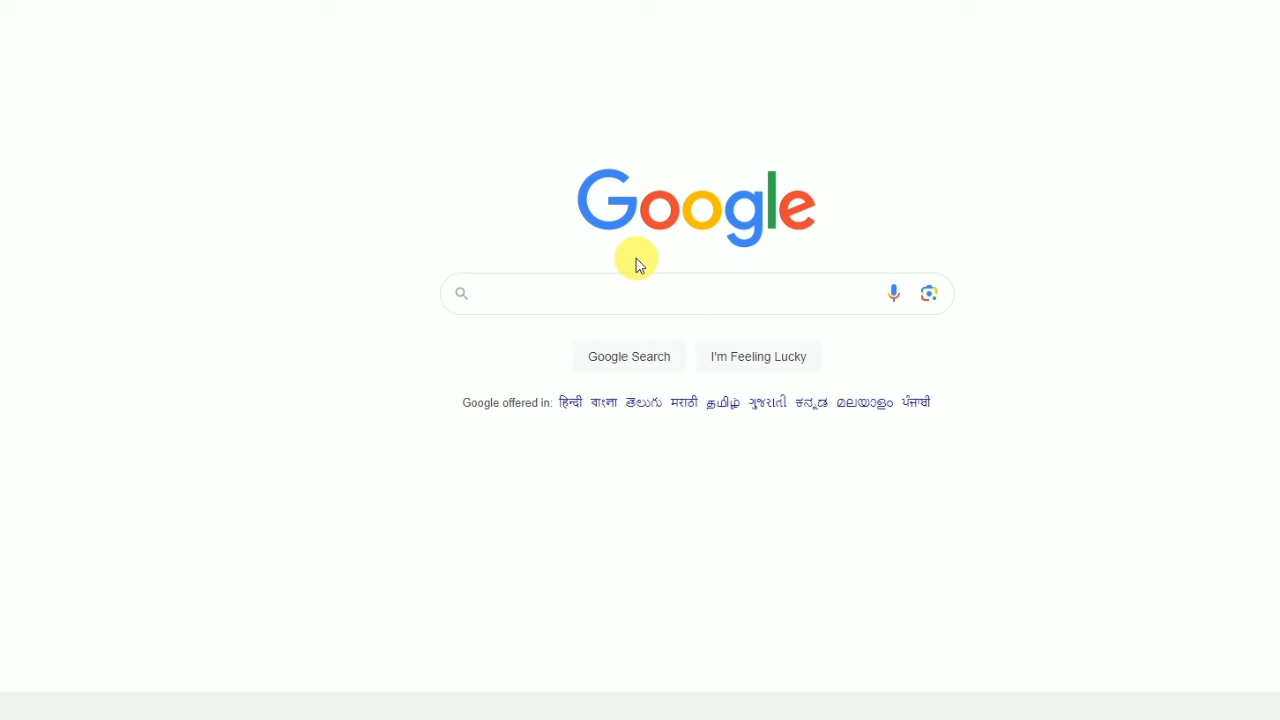 Google
Google Search I'm Feeling Lucky
Google offered in: हिन्दी বাংলা తెలుగు मराठी தமிழ் ગુજરાતી ಕನ್ನಡ മലയാളം ਪੰਜਾਬੀ